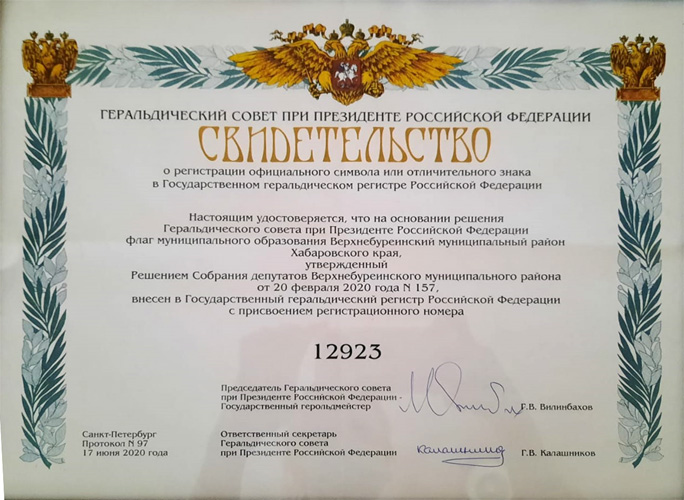 ГЕРАЛЬДИЧЕСКИЙ СОВЕТ ПРИ ПРЕЗИДЕНТЕ РОССИЙСКОЙ ФЕДЕРАЦИИ
СВИДЕТЕЛЬСТВО
о регистрации официального символа или отличительного знака
в Государственном геральдическом регистре Российской Федерации
Настоящим удостоверяется, что на основании решения
Геральдического совета при Президенте Российской Федерации
флаг муниципального образования Верхнебуреинский муниципальный район
Хабаровского края,
утвержденный
Решением Собрания депутатов Верхнебуреинского муниципального района
от 20 февраля 2020 года N 157,
внесен в Государственный геральдический регистр Российской Федерации
с присвоением регистрационного номера
12923
Председатель Геральдического совета
при Президенте Российской Федерации -
Государственный герольдмейстер Г.В. Вилинбахов
Санкт-Петербург
Протокол N 97
17 июня 2020 года
Ответственный секретарь
Геральдического совета
при Президенте Российской Федерации Г.В. Калашников